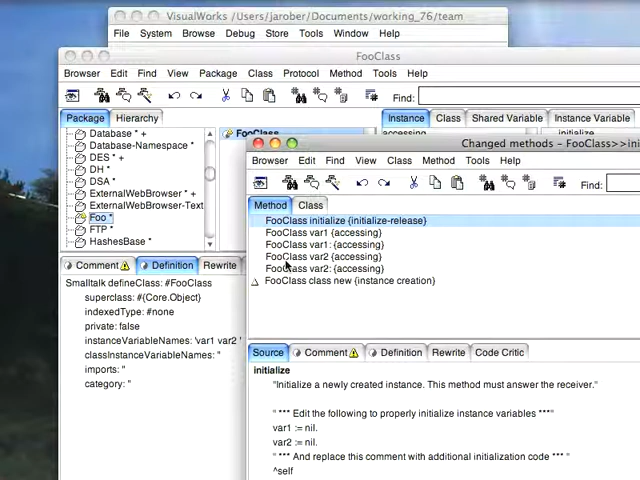 VisualWorks /Users/jarober/Documents/working_76/team
File System Browse Debug Store Tools Window Help
FooClass
Browser Edit Find View Package Class Protocol Method Tools Help
Find:
Package Hierarchy
Instance Class Shared Variable Instance Variable
Database * +
Database-Namespace *
DES * +
DH *
DSA *
ExternalWebBrowser * +
ExternalWebBrowser-Text
Foo *
FTP *
HashesBase *
FooClass
accessing
initialize
Comment Definition Rewrite
Smalltalk defineClass: #FooClass
superclass: #{Core.Object}
indexedType: #none
private: false
instanceVariableNames: 'var1 var2 '
classInstanceVariableNames: ''
imports: ''
category: ''
Changed methods - FooClass>>ini
Browser Edit Find View Class Method Tools Help
Find:
Method Class
FooClass initialize {initialize-release}
FooClass var1 {accessing}
FooClass var1: {accessing}
FooClass var2 {accessing}
FooClass var2: {accessing}
FooClass class new {instance creation}
Source Comment Definition Rewrite Code Critic
initialize
"Initialize a newly created instance. This method must answer the receiver."
" *** Edit the following to properly initialize instance variables ***"
var1 := nil.
var2 := nil.
" *** And replace this comment with additional initialization code *** "
^self